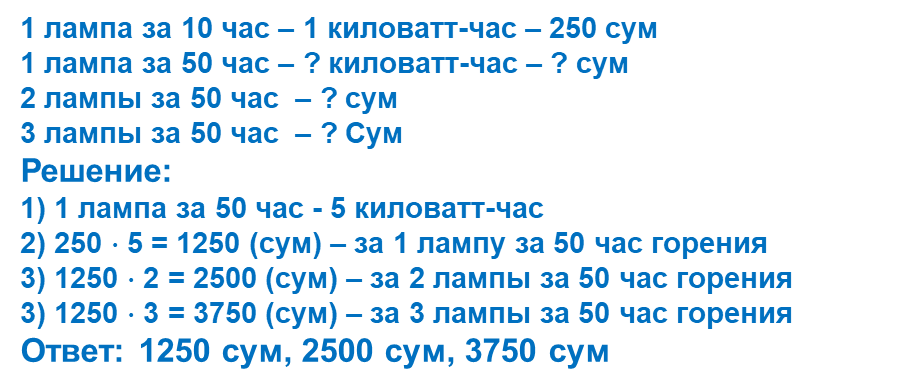 1 лампа за 10 час – 1 киловатт-час – 250 сум
1 лампа за 50 час – ? киловатт-час – ? сум
2 лампы за 50 час – ? сум
3 лампы за 50 час – ? Сум
Решение:
1) 1 лампа за 50 час - 5 киловатт-час
2) 250 · 5 = 1250 (сум) – за 1 лампу за 50 час горения
3) 1250 · 2 = 2500 (сум) – за 2 лампы за 50 час горения
3) 1250 · 3 = 3750 (сум) – за 3 лампы за 50 час горения
Ответ: 1250 сум, 2500 сум, 3750 сум